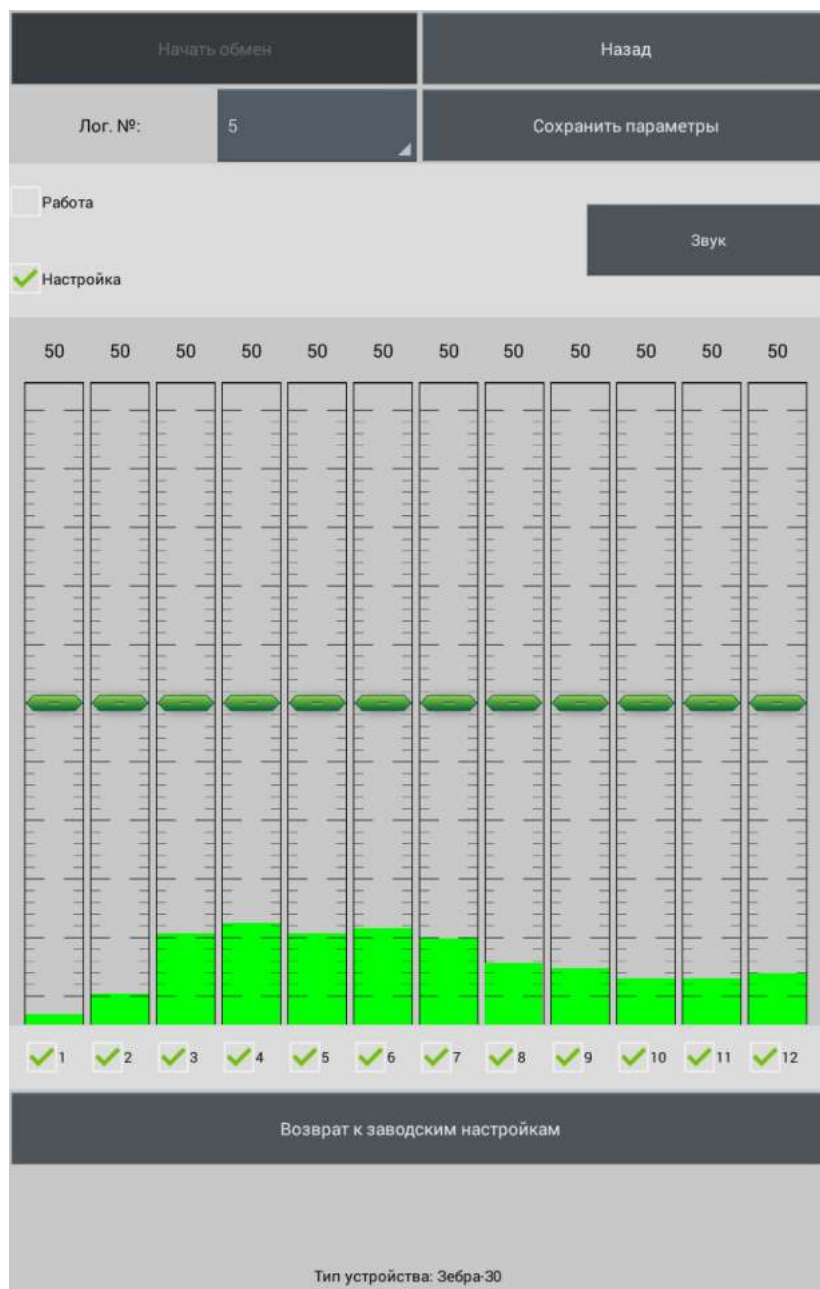 Начать обмен
Назад
Лог. №:
5
Сохранить параметры
Работа
Звук
Настройка
50 50 50 50 50 50 50 50 50 50 50 50
1 2 3 4 5 6 7 8 9 10 11 12
Возврат к заводским настройкам
Тип устройства: Зебра-30